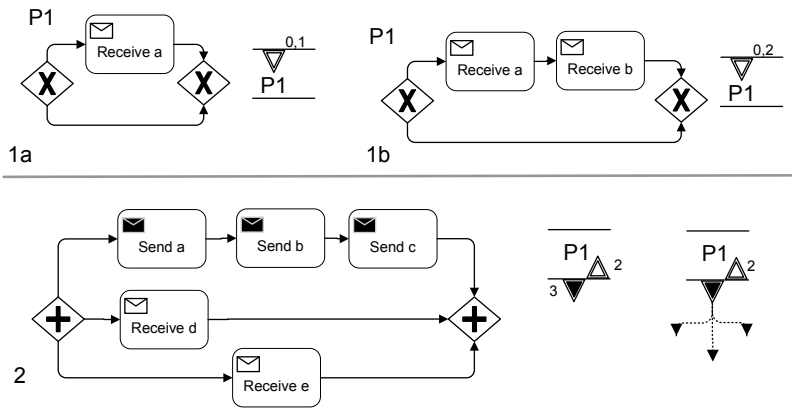 P1
Receive a
0,1
P1
1a
P1
Receive a
Receive b
0,2
P1
1b
Send a
Send b
Send c
Receive d
Receive e
2
P1
2
3
P1
2